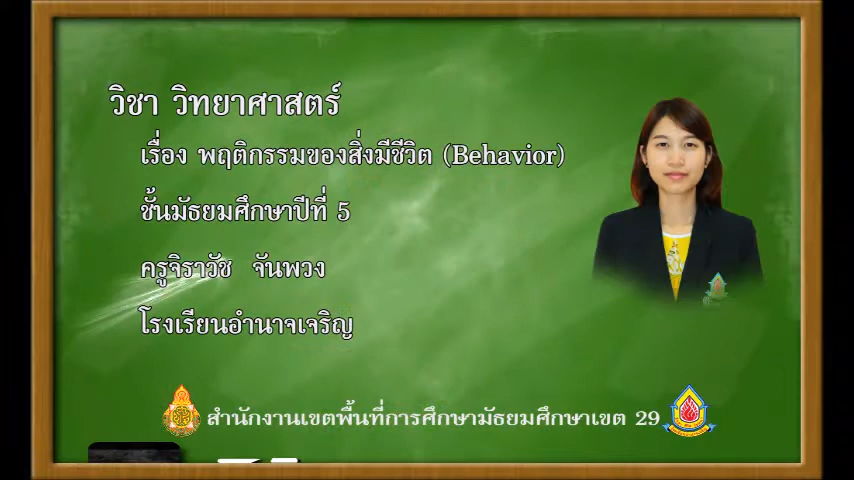 วิชา วิทยาศาสตร์
เรื่อง พฤติกรรมของสิ่งมีชีวิต (Behavior)
ชั้นมัธยมศึกษาปีที่ 5
ครูจิราวัช จันพวง
โรงเรียนอำนาจเจริญ
สำนักงานเขตพื้นที่การศึกษามัธยมศึกษาเขต 29